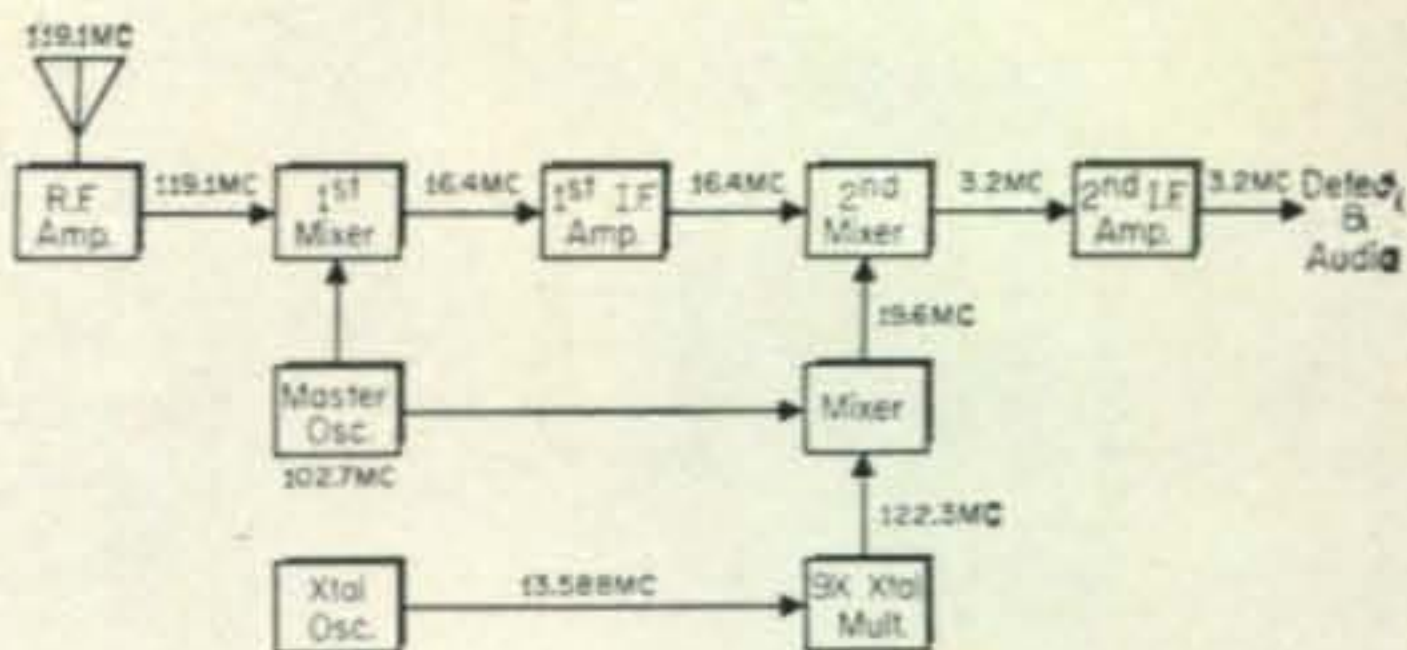 119.1MC
R.F.
Amp.
119.1MC
1st
Mixer
16.4MC
1st I.F.
Amp.
16.4MC
2nd
Mixer
3.2MC
2nd I.F.
Amp.
3.2MC
&
Audio
19.6MC
Master
Osc.
102.7MC
Mixer
122.3MC
Xtal
Osc.
13.588MC
9X Xtal
Mult.